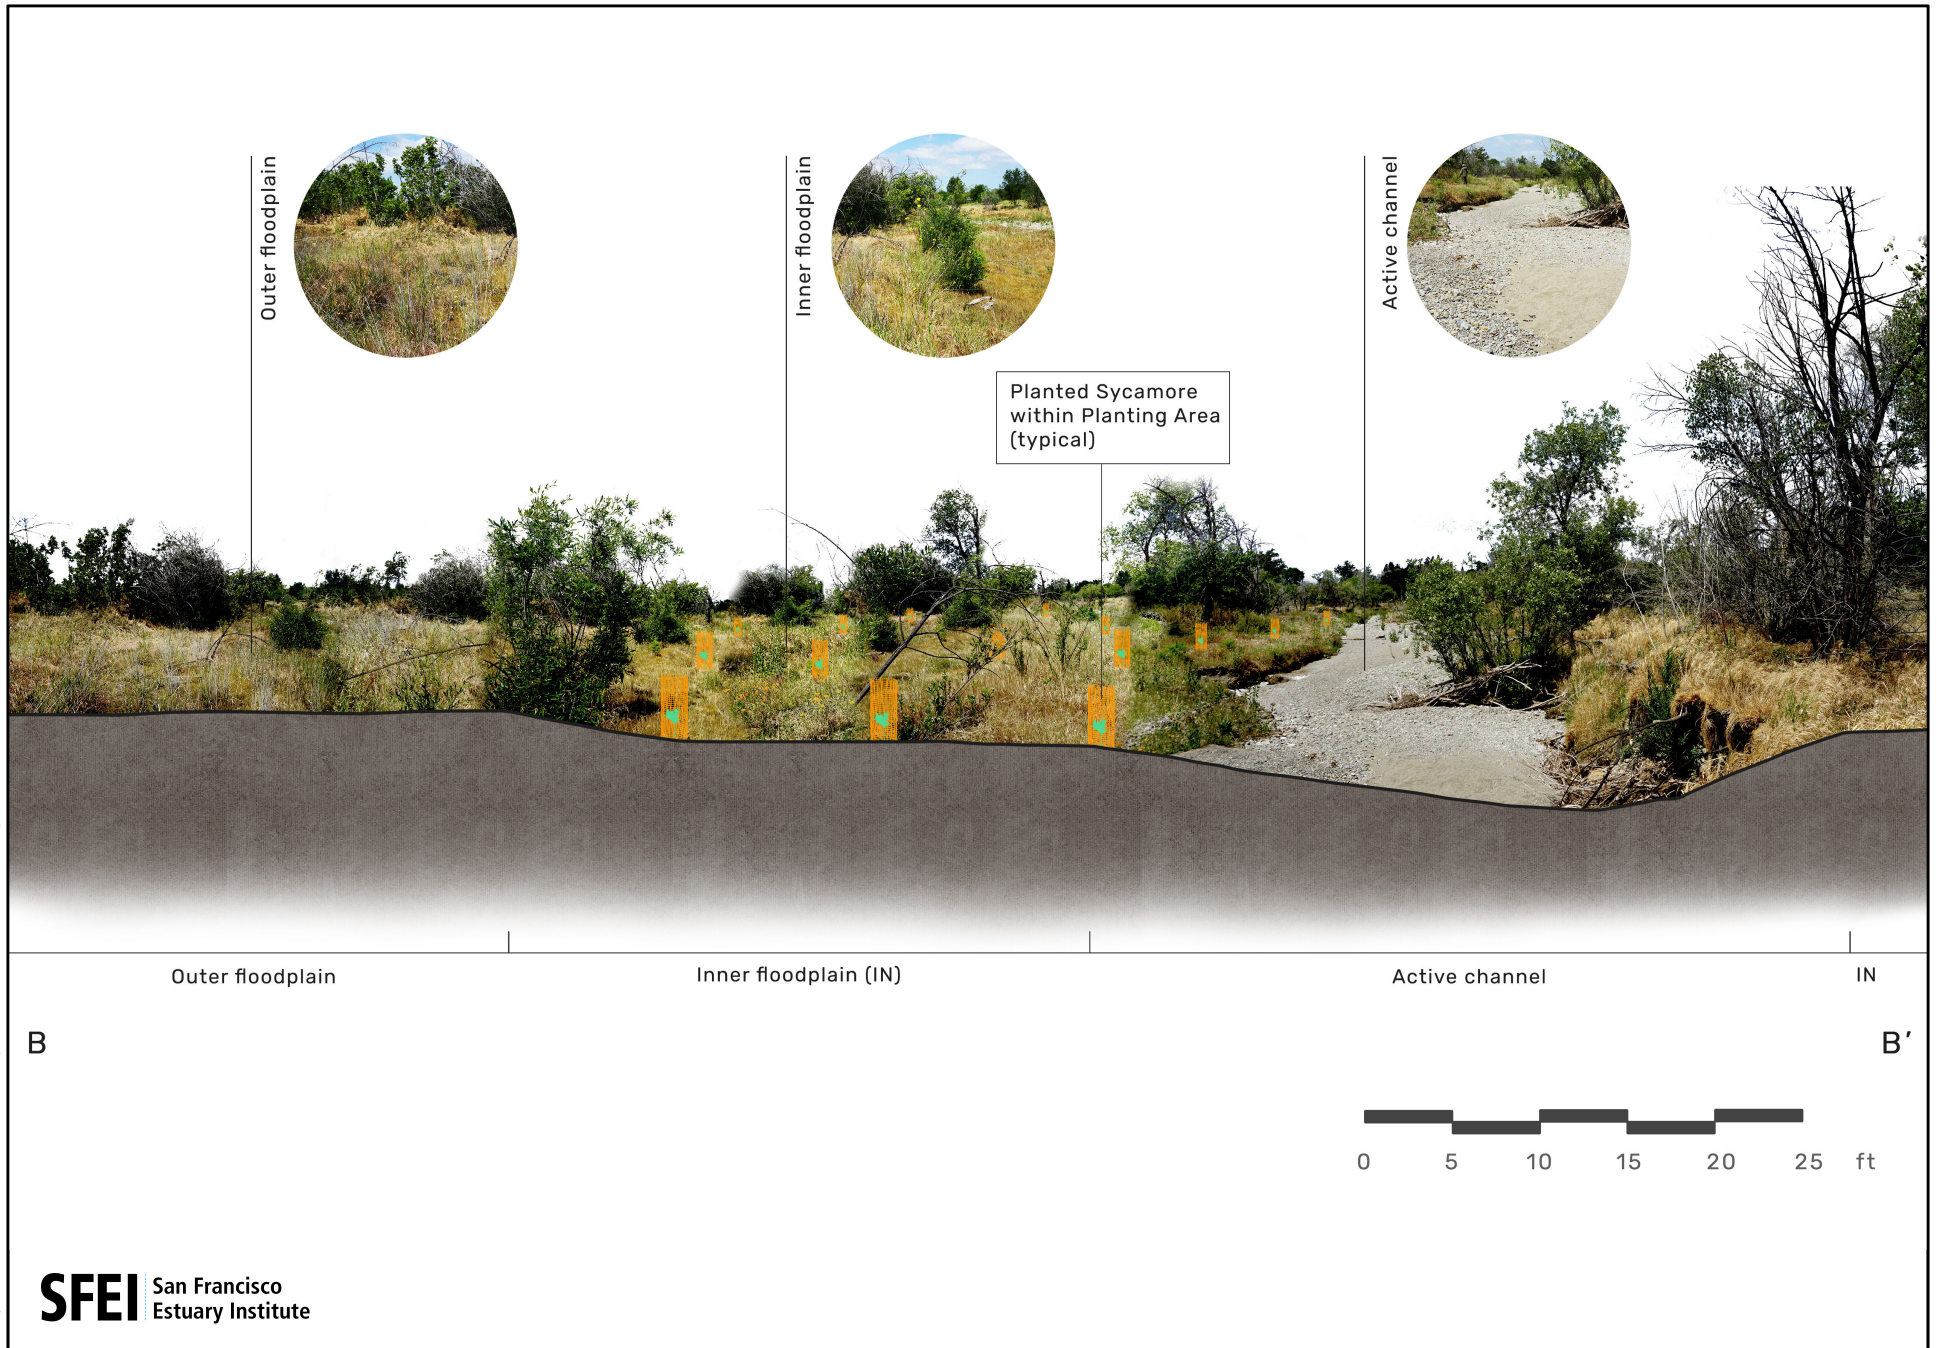 Outer floodplain
Inner floodplain
Active channel
Planted Sycamore
within Planting Area
(typical)
Outer floodplain
Inner floodplain (IN)
Active channel
IN
B
B′
0 5 10 15 20 25 ft
SFEI
San Francisco
Estuary Institute